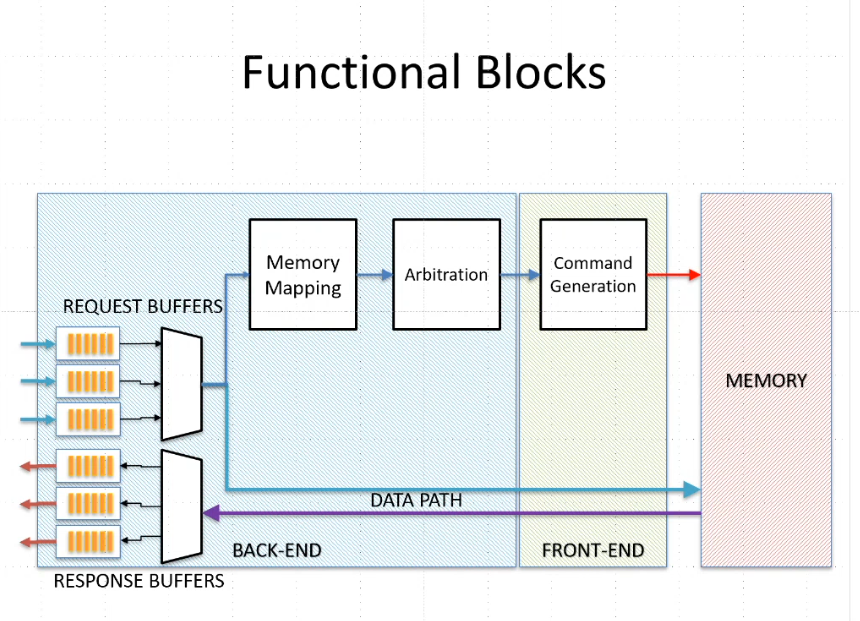 Functional Blocks
Memory
Mapping
Arbitration
Command
Generation
REQUEST BUFFERS
MEMORY
DATA PATH
BACK-END
FRONT-END
RESPONSE BUFFERS